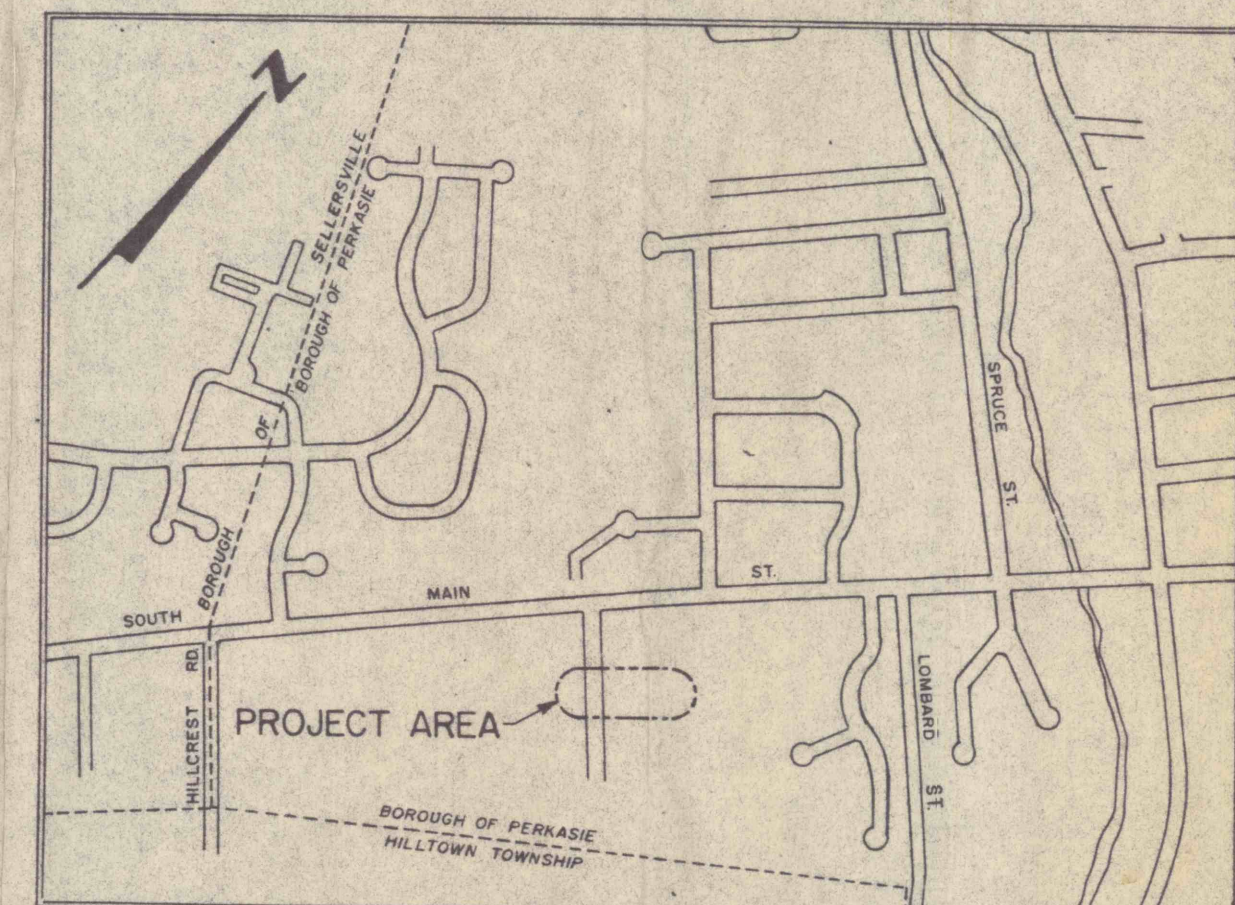 N
SELLERSVILLE
BOROUGH OF PERKASIE
BOROUGH OF
SPRUCE ST.
SOUTH MAIN ST.
HILLCREST RD.
PROJECT AREA
LOMBARD ST.
BOROUGH OF PERKASIE
HILLTOWN TOWNSHIP